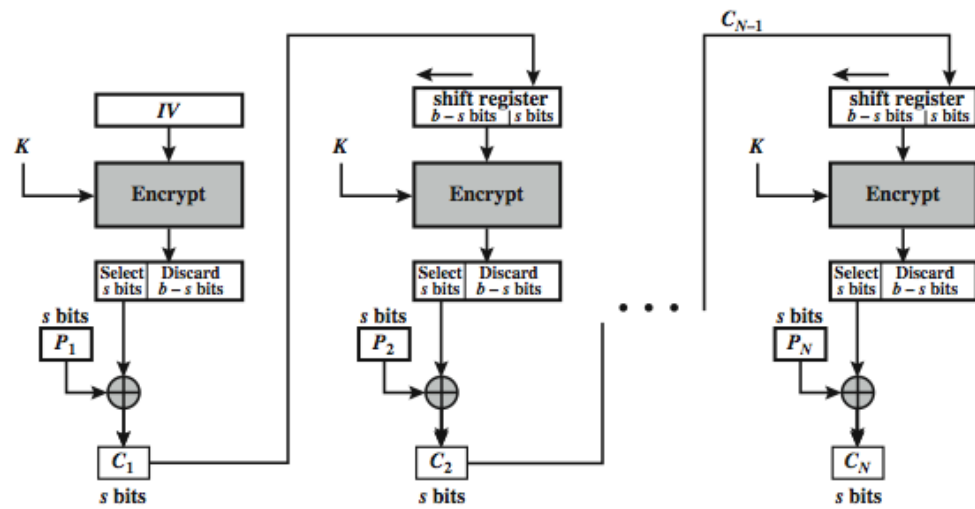 C_{N-1}
IV
shift register
b – s bits | s bits
shift register
b – s bits | s bits
K
Encrypt
K
Encrypt
K
Encrypt
Select Discard
s bits b – s bits
Select Discard
s bits b – s bits
Select Discard
s bits b – s bits
s bits
P_1
s bits
P_2
• • •
s bits
P_N
C_1
s bits
C_2
s bits
C_N
s bits